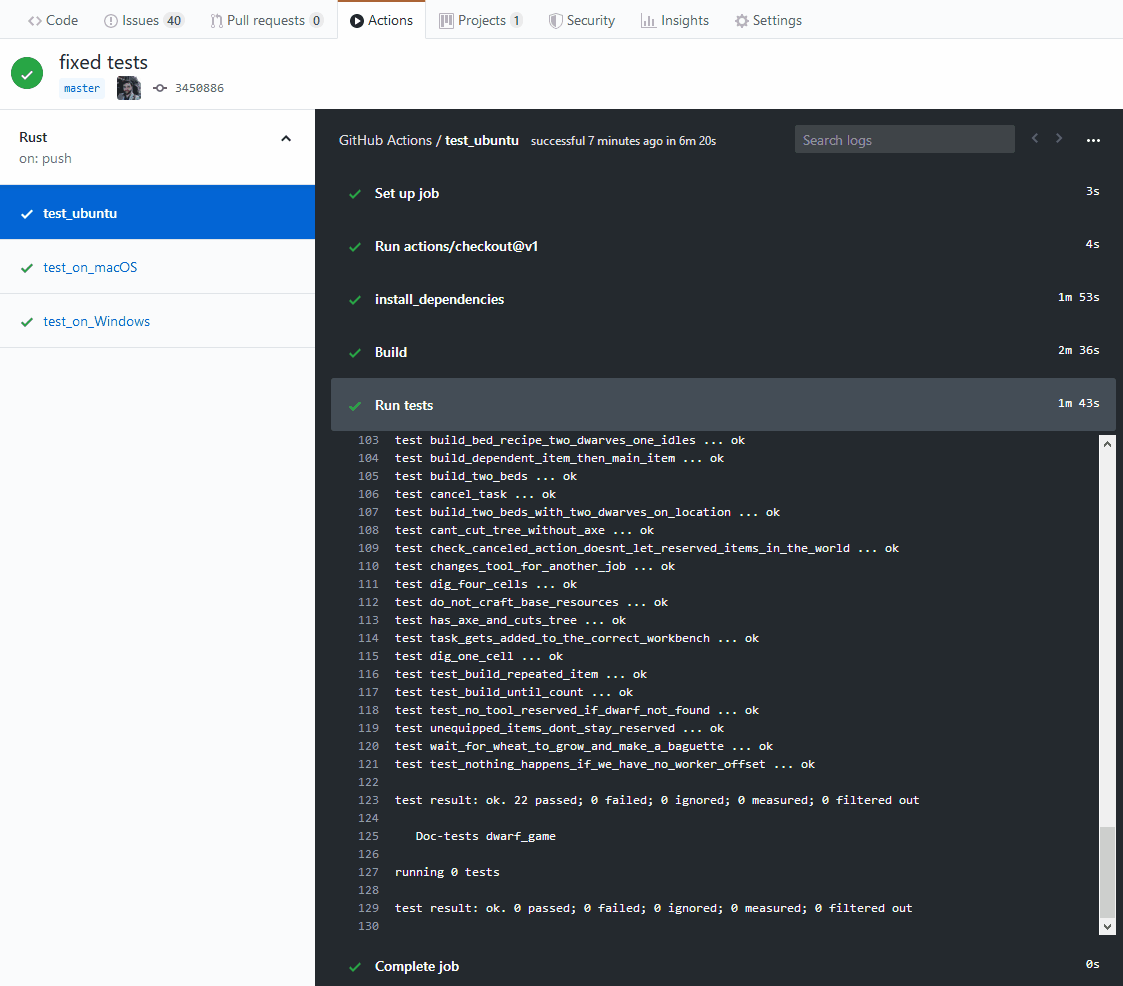 Code Issues 40 Pull requests 0 Actions Projects 1 Security Insights Settings
fixed tests
master 3450886
Rust
on: push
test_ubuntu
test_on_macOS
test_on_Windows
GitHub Actions / test_ubuntu successful 7 minutes ago in 6m 20s Search logs
Set up job 3s
Run actions/checkout@v1 4s
install_dependencies 1m 53s
Build 2m 36s
Run tests 1m 43s
103 test build_bed_recipe_two_dwarves_one_idles ... ok
104 test build_dependent_item_then_main_item ... ok
105 test build_two_beds ... ok
106 test cancel_task ... ok
107 test build_two_beds_with_two_dwarves_on_location ... ok
108 test cant_cut_tree_without_axe ... ok
109 test check_canceled_action_doesnt_let_reserved_items_in_the_world ... ok
110 test changes_tool_for_another_job ... ok
111 test dig_four_cells ... ok
112 test do_not_craft_base_resources ... ok
113 test has_axe_and_cuts_tree ... ok
114 test task_gets_added_to_the_correct_workbench ... ok
115 test dig_one_cell ... ok
116 test test_build_repeated_item ... ok
117 test test_build_until_count ... ok
118 test test_no_tool_reserved_if_dwarf_not_found ... ok
119 test unequipped_items_dont_stay_reserved ... ok
120 test wait_for_wheat_to_grow_and_make_a_baguette ... ok
121 test test_nothing_happens_if_we_have_no_worker_offset ... ok
122
123 test result: ok. 22 passed; 0 failed; 0 ignored; 0 measured; 0 filtered out
124
125 Doc-tests dwarf_game
126
127 running 0 tests
128
129 test result: ok. 0 passed; 0 failed; 0 ignored; 0 measured; 0 filtered out
130
Complete job 0s